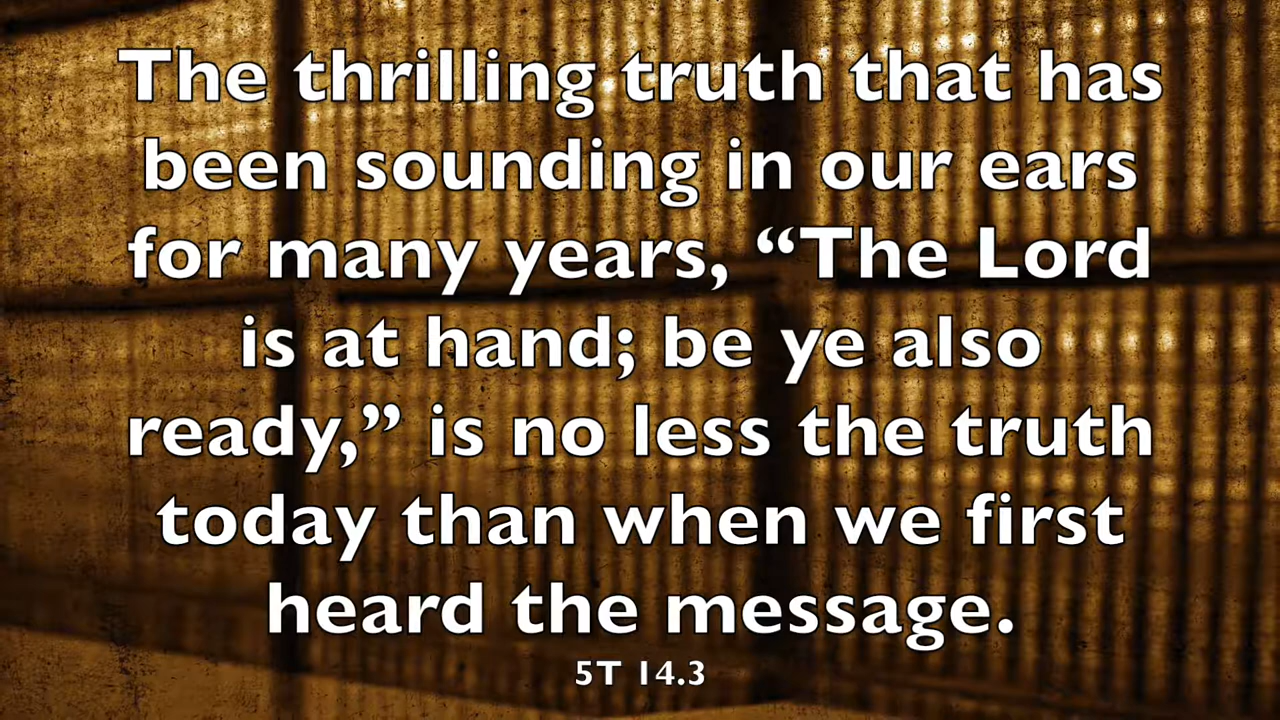 The thrilling truth that has
been sounding in our ears
for many years, “The Lord
is at hand; be ye also
ready,” is no less the truth
today than when we first
heard the message.
5T 14.3